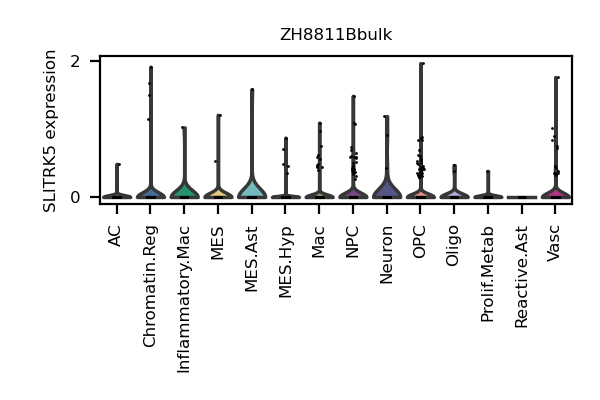 ZH8811Bbulk
SLITRK5 expression
2
0
AC
Chromatin.Reg
Inflammatory.Mac
MES
MES.Ast
MES.Hyp
Mac
NPC
Neuron
OPC
Oligo
Prolif.Metab
Reactive.Ast
Vasc